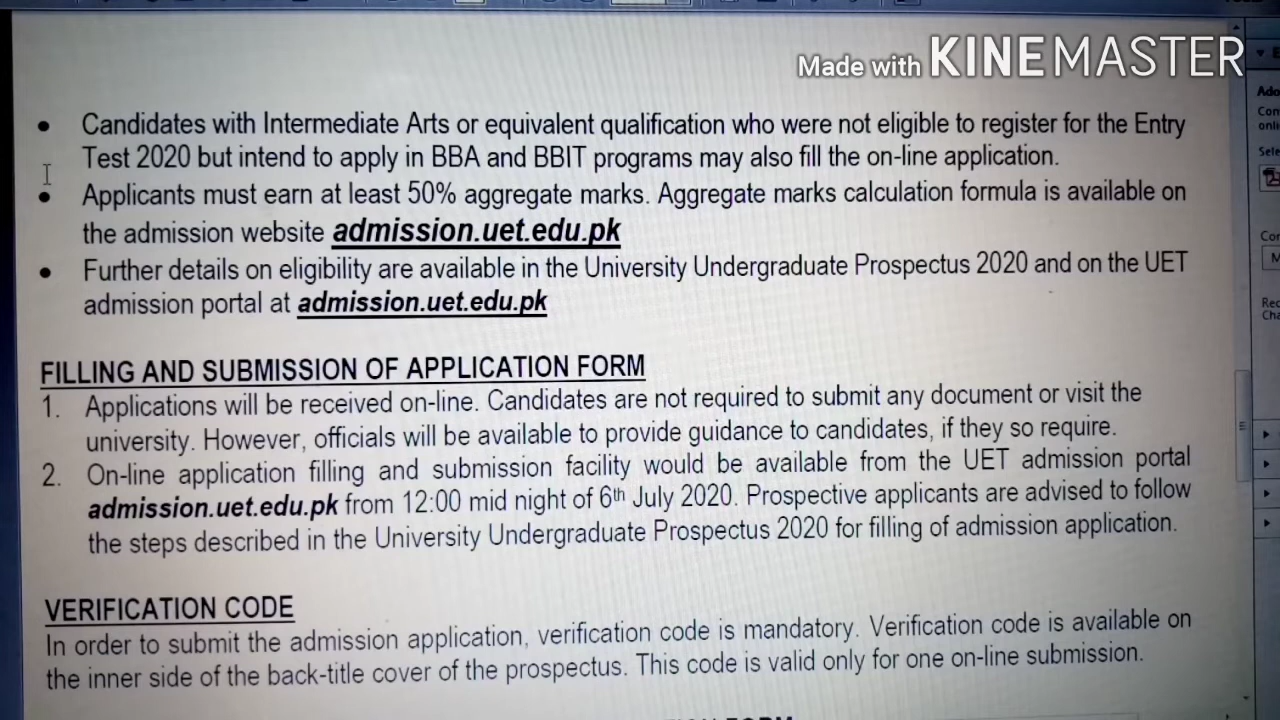 Made with KINEMASTER
Candidates with Intermediate Arts or equivalent qualification who were not eligible to register for the Entry
Test 2020 but intend to apply in BBA and BBIT programs may also fill the on-line application.
Applicants must earn at least 50% aggregate marks. Aggregate marks calculation formula is available on
the admission website admission.uet.edu.pk
Further details on eligibility are available in the University Undergraduate Prospectus 2020 and on the UET
admission portal at admission.uet.edu.pk
FILLING AND SUBMISSION OF APPLICATION FORM
1. Applications will be received on-line. Candidates are not required to submit any document or visit the
university. However, officials will be available to provide guidance to candidates, if they so require.
2. On-line application filling and submission facility would be available from the UET admission portal
admission.uet.edu.pk from 12:00 mid night of 6th July 2020. Prospective applicants are advised to follow
the steps described in the University Undergraduate Prospectus 2020 for filling of admission application.
VERIFICATION CODE
In order to submit the admission application, verification code is mandatory. Verification code is available on
the inner side of the back-title cover of the prospectus. This code is valid only for one on-line submission.